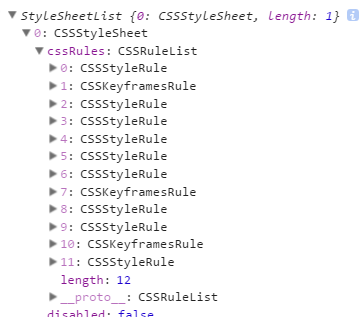 StyleSheetList {0: CSSStyleSheet, length: 1} i
0: CSSStyleSheet
cssRules: CSSRuleList
0: CSSStyleRule
1: CSSKeyframesRule
2: CSSStyleRule
3: CSSStyleRule
4: CSSStyleRule
5: CSSStyleRule
6: CSSStyleRule
7: CSSKeyframesRule
8: CSSStyleRule
9: CSSStyleRule
10: CSSKeyframesRule
11: CSSStyleRule
length: 12
__proto__: CSSRuleList
disabled: false